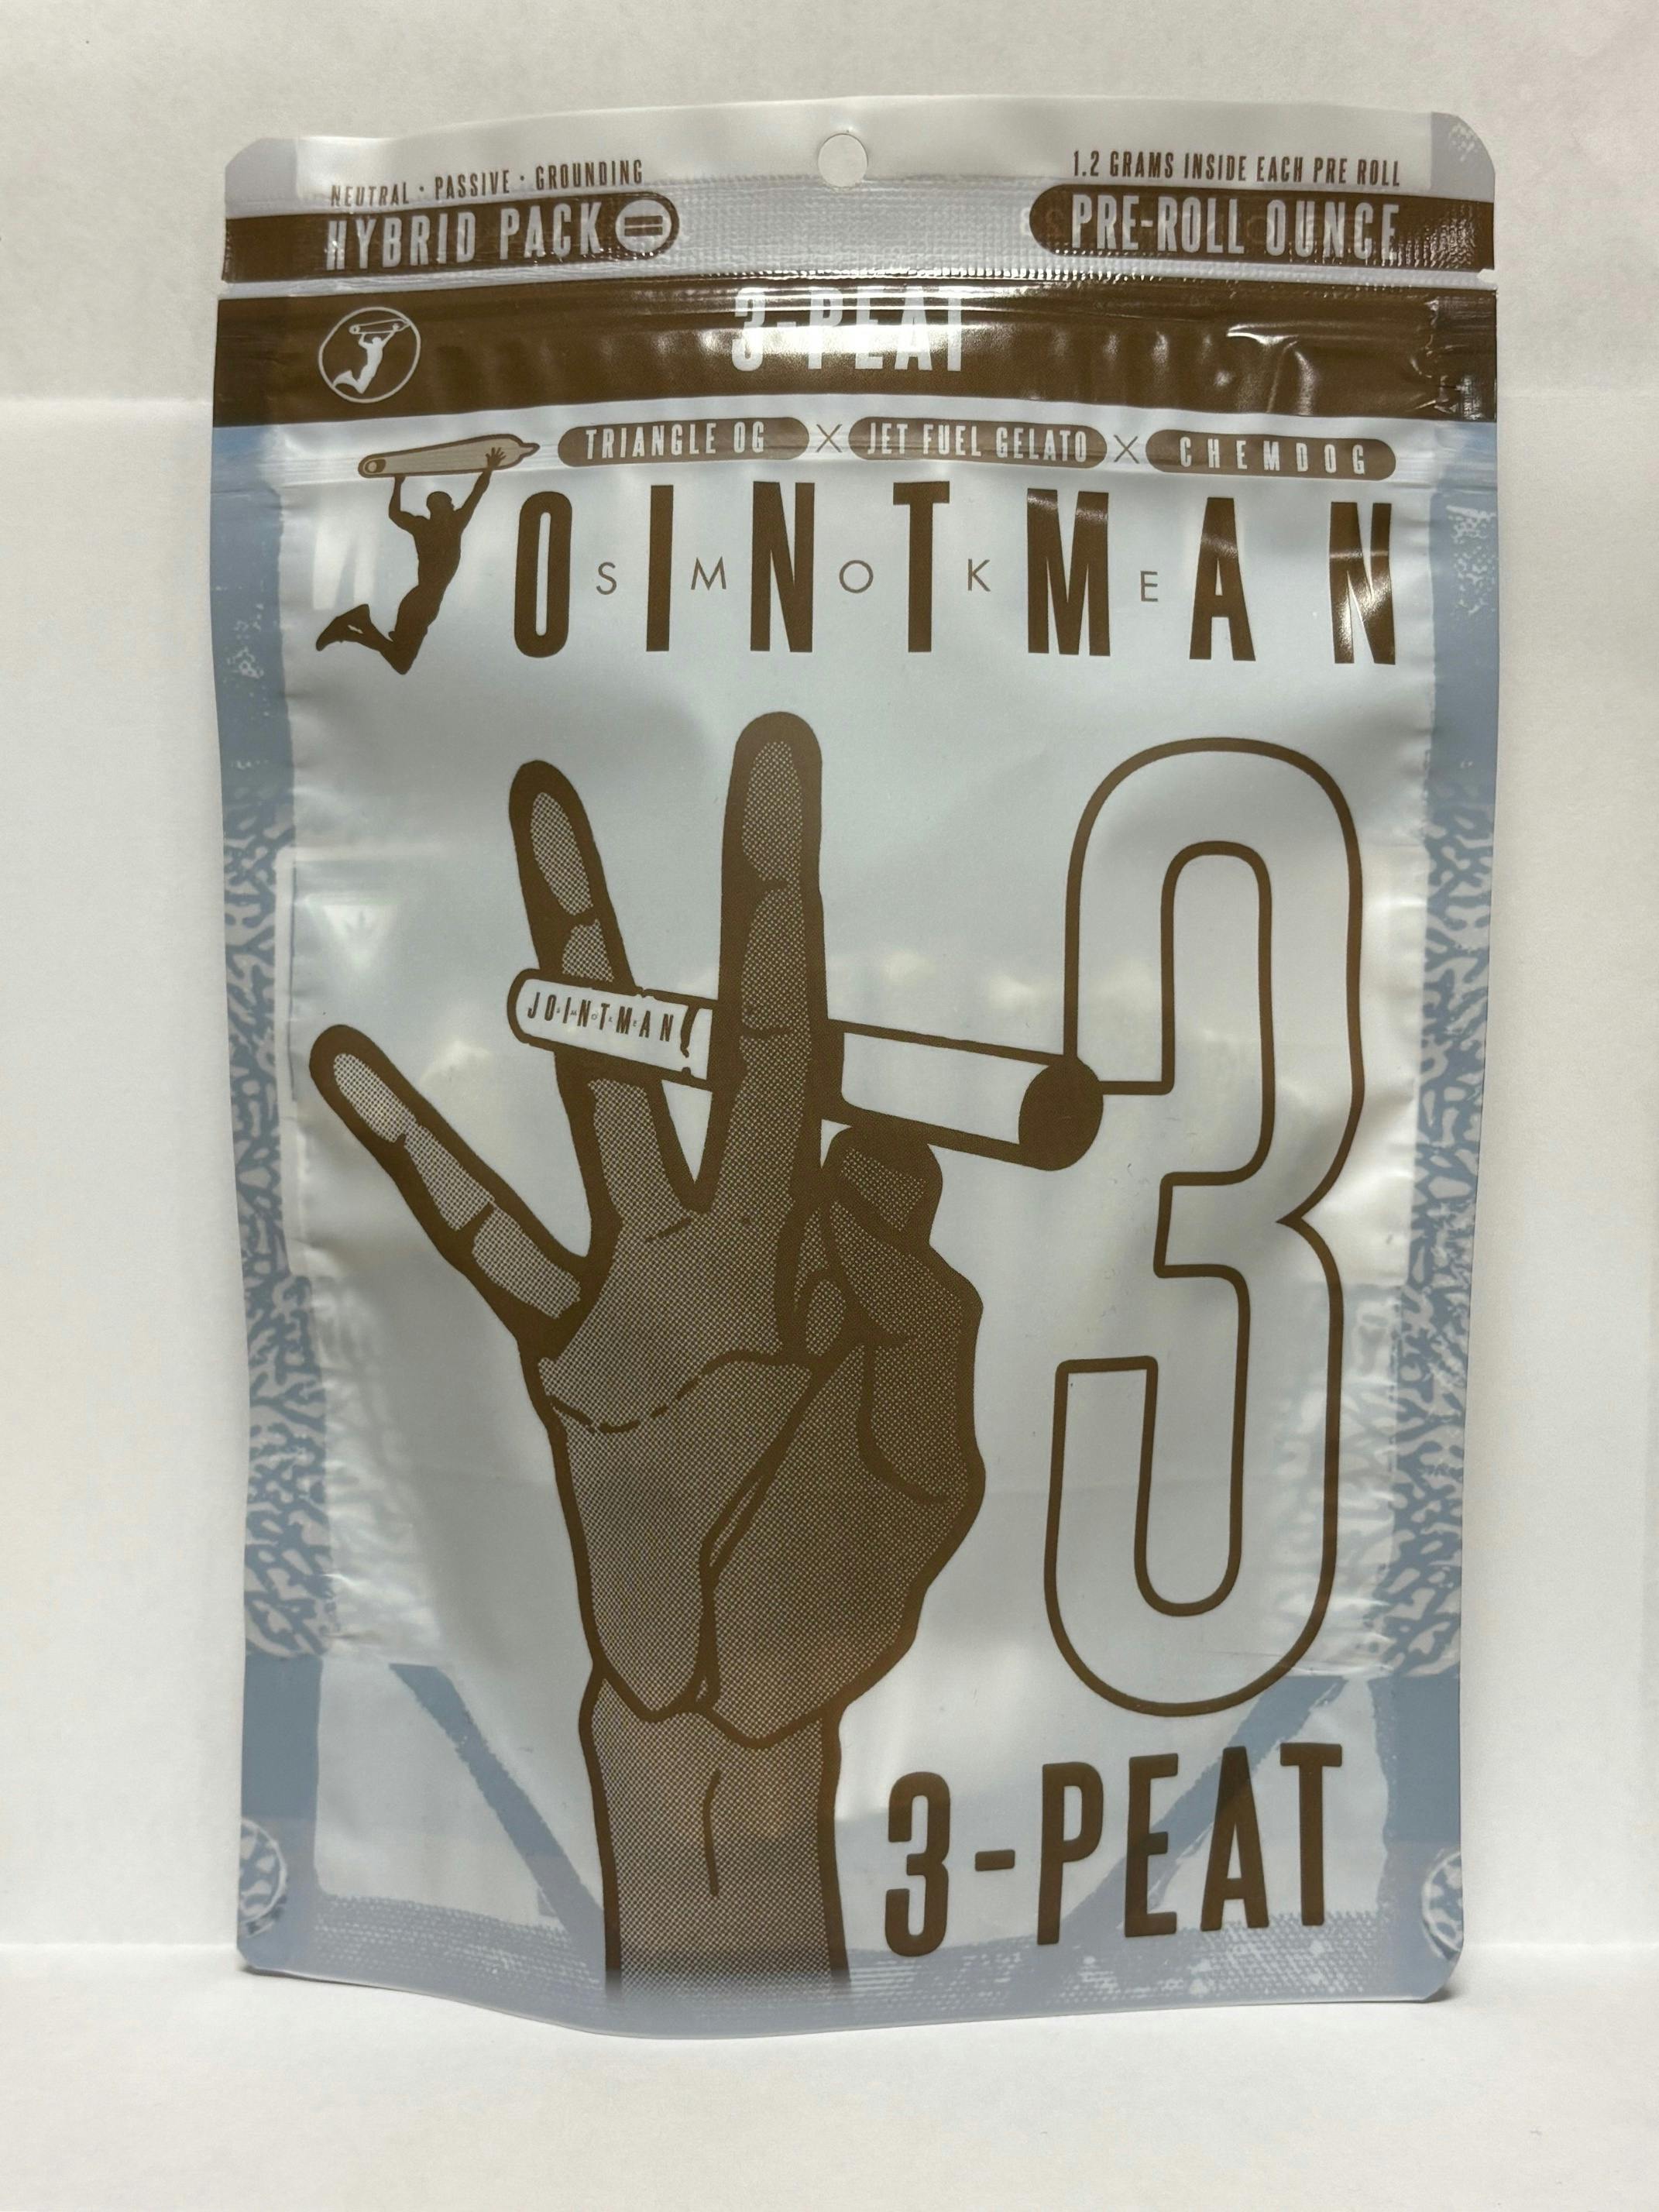 NEUTRAL · PASSIVE · GROUNDING
HYBRID PACK
1.2 GRAMS INSIDE EACH PRE ROLL
PRE-ROLL OUNCE
3-PEAT
TRIANGLE OG X JET FUEL GELATO X CHEMDOG
JOINTMAN
SMOKE
JOINTMAN
3
3-PEAT